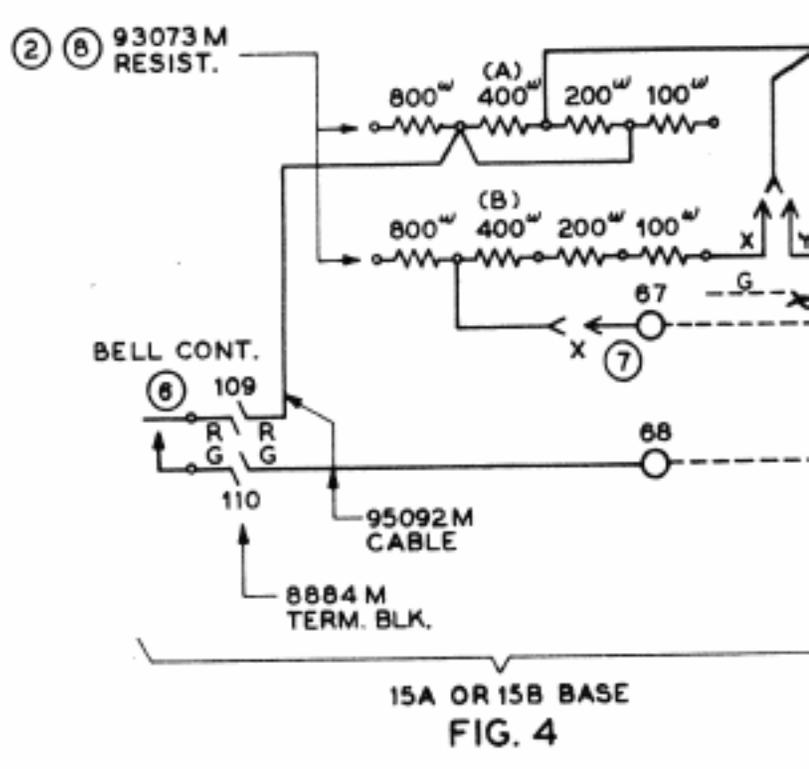 2 8 93073M
RESIST.
(A)
800ω 400ω 200ω 100ω
(B)
800ω 400ω 200ω 100ω
X Y
G
67
X 7
BELL CONT.
6 109
R R
G G
110
68
95092M
CABLE
8884M
TERM. BLK.
15A OR 15B BASE
FIG. 4